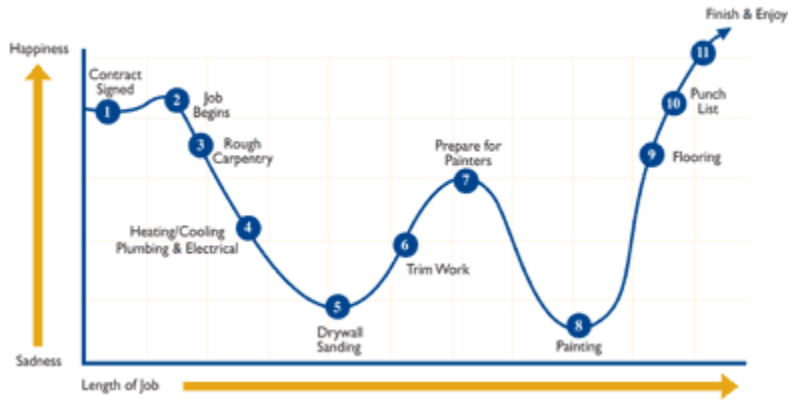 Finish & Enjoy
Happiness
11
Contract
Signed
1
2
Job
Begins
10
Punch
List
3
Rough
Carpentry
Prepare for
Painters
7
9
Flooring
4
Heating/Cooling
Plumbing & Electrical
6
Trim Work
5
Drywall
Sanding
8
Painting
Sadness
Length of Job